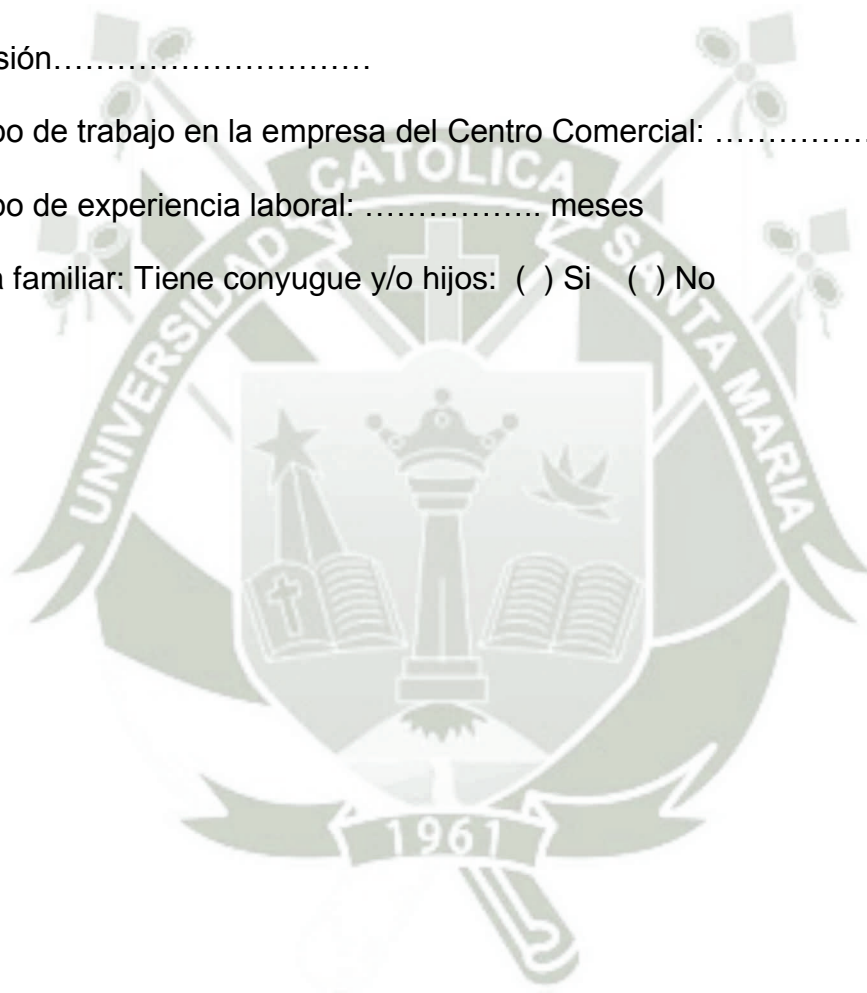 sión…………………………
po de trabajo en la empresa del Centro Comercial: …………….
po de experiencia laboral: …………….. meses
a familiar: Tiene conyugue y/o hijos: ( ) Si ( ) No
UNIVERSIDAD CATOLICA SANTA MARIA
1961